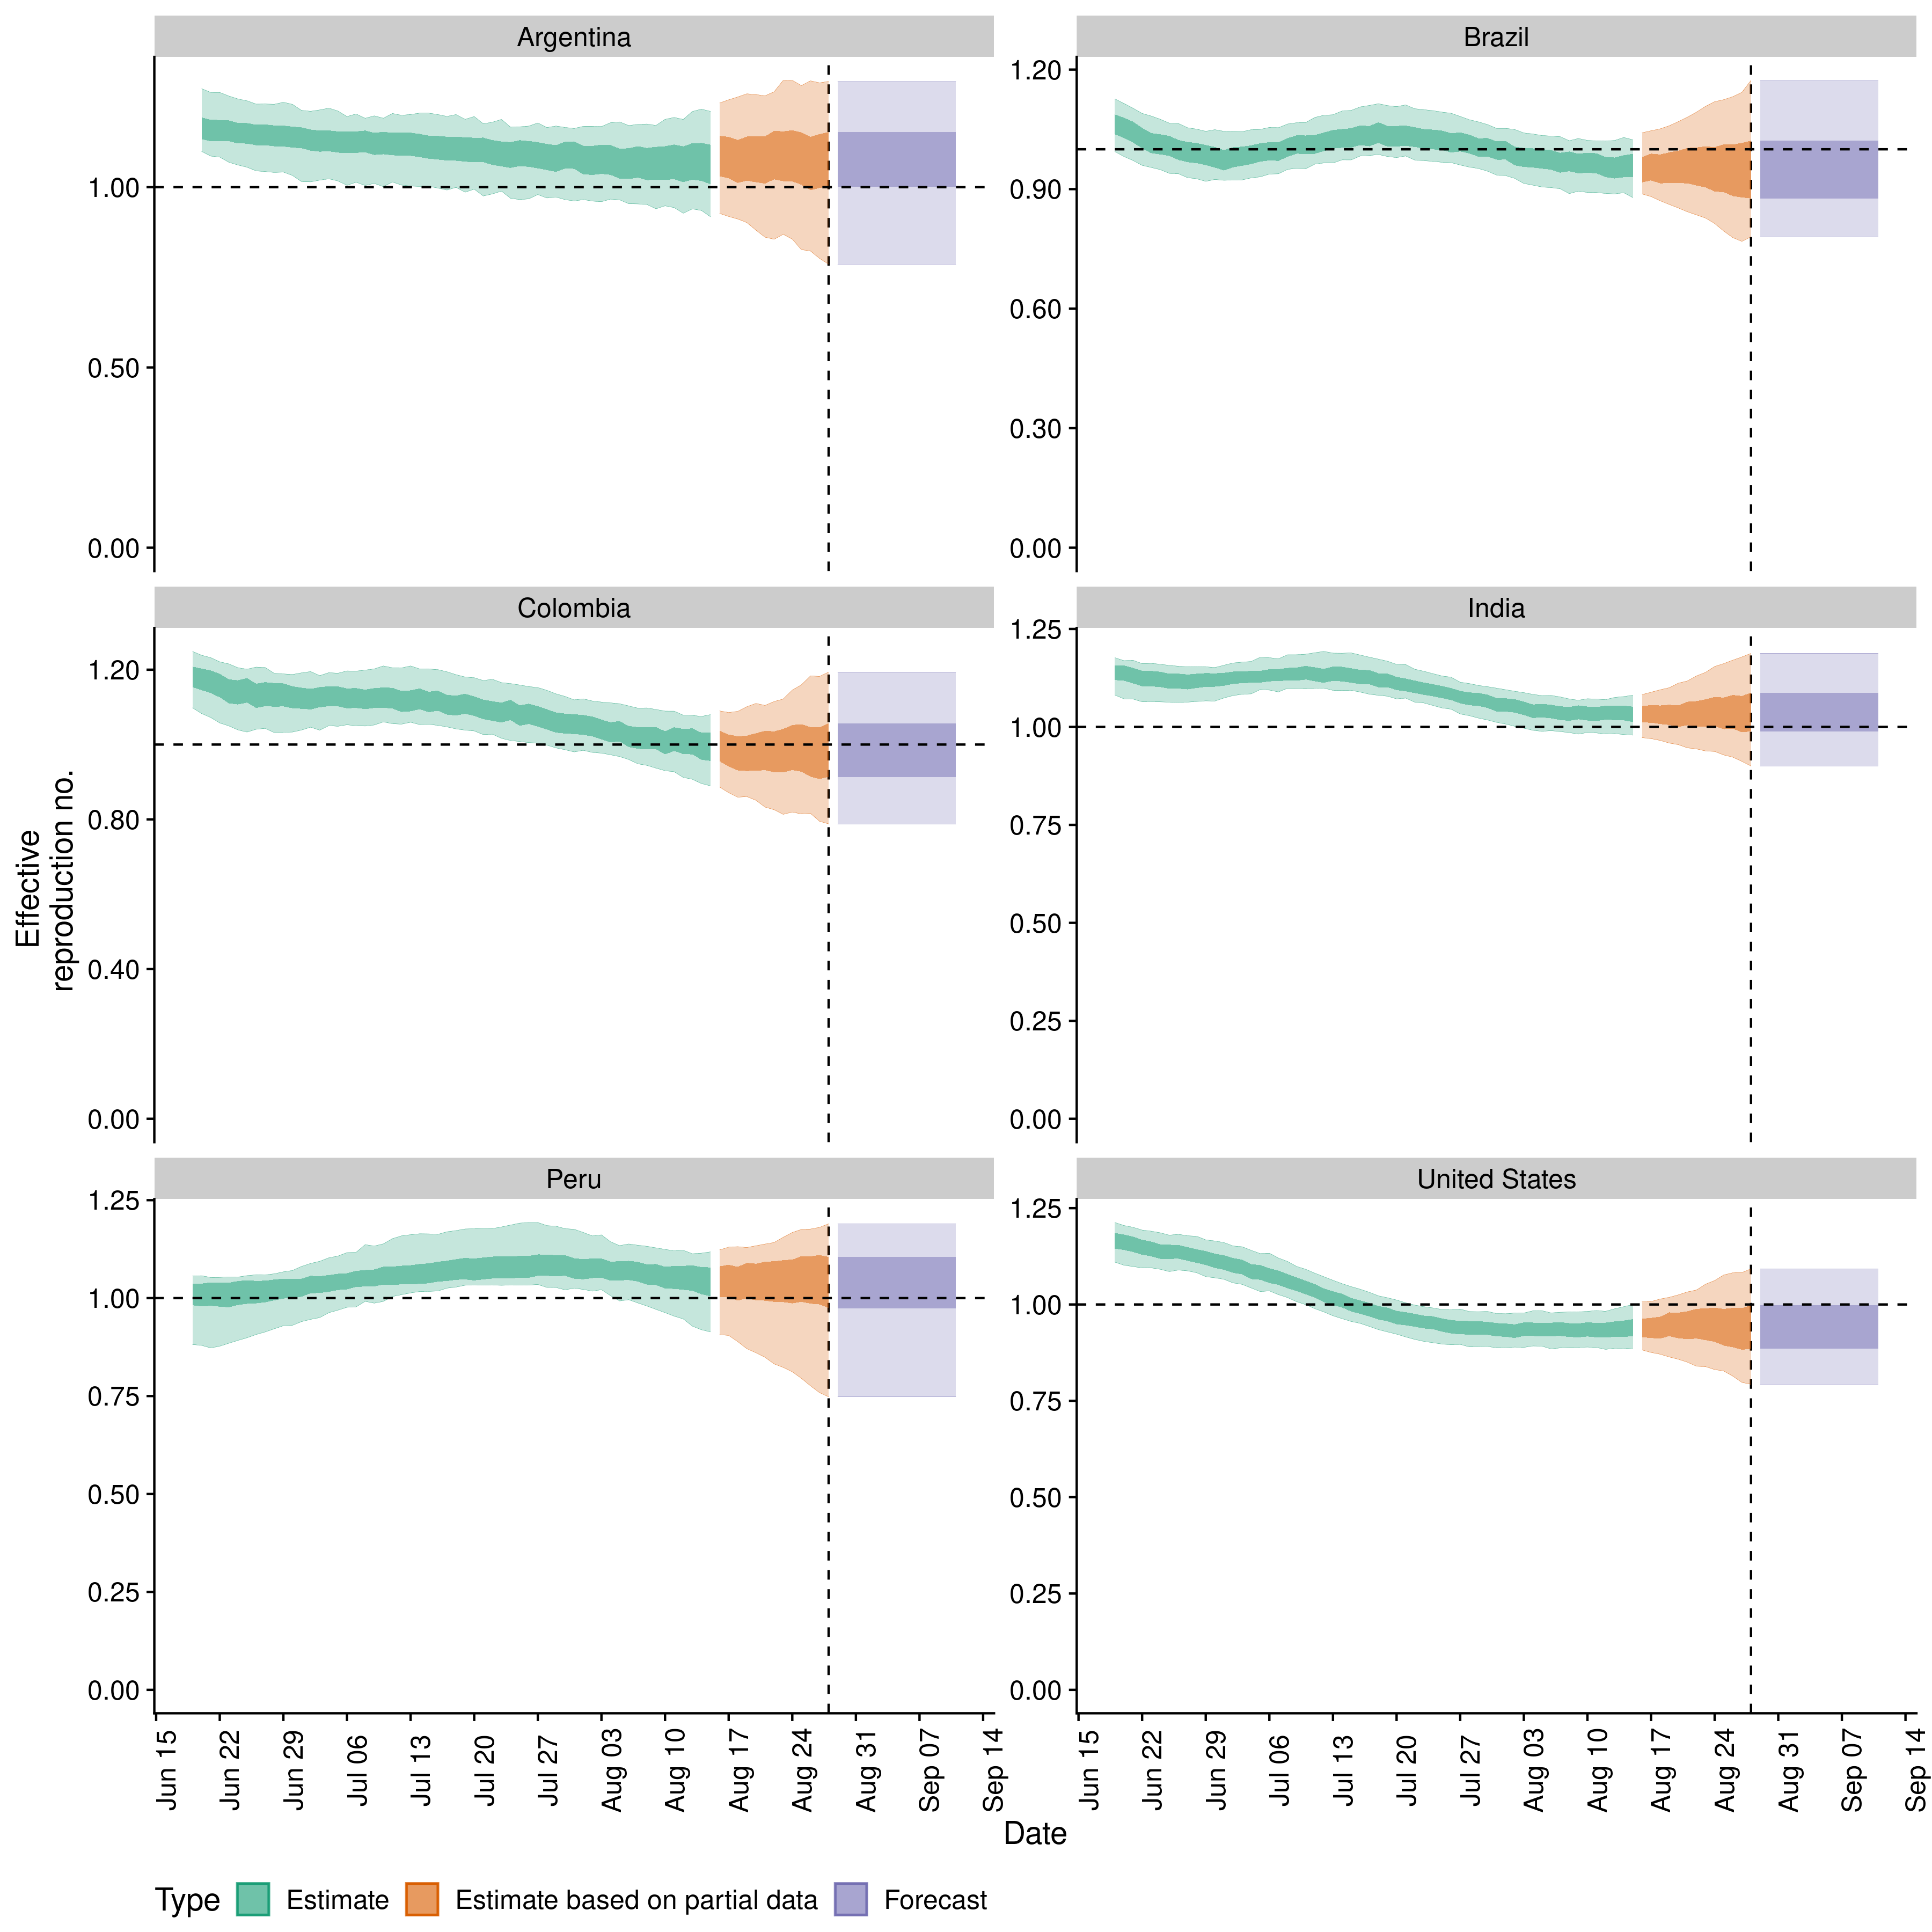 Argentina
Brazil
1.00
0.50
0.00
1.20
0.90
0.60
0.30
0.00
Colombia
India
1.20
0.80
0.40
0.00
1.25
1.00
0.75
0.50
0.25
0.00
Effective
reproduction no.
Peru
United States
1.25
1.00
0.75
0.50
0.25
0.00
1.25
1.00
0.75
0.50
0.25
0.00
Jun 15
Jun 22
Jun 29
Jul 06
Jul 13
Jul 20
Jul 27
Aug 03
Aug 10
Aug 17
Aug 24
Aug 31
Sep 07
Sep 14
Jun 15
Jun 22
Jun 29
Jul 06
Jul 13
Jul 20
Jul 27
Aug 03
Aug 10
Aug 17
Aug 24
Aug 31
Sep 07
Sep 14
Date
Type Estimate Estimate based on partial data Forecast